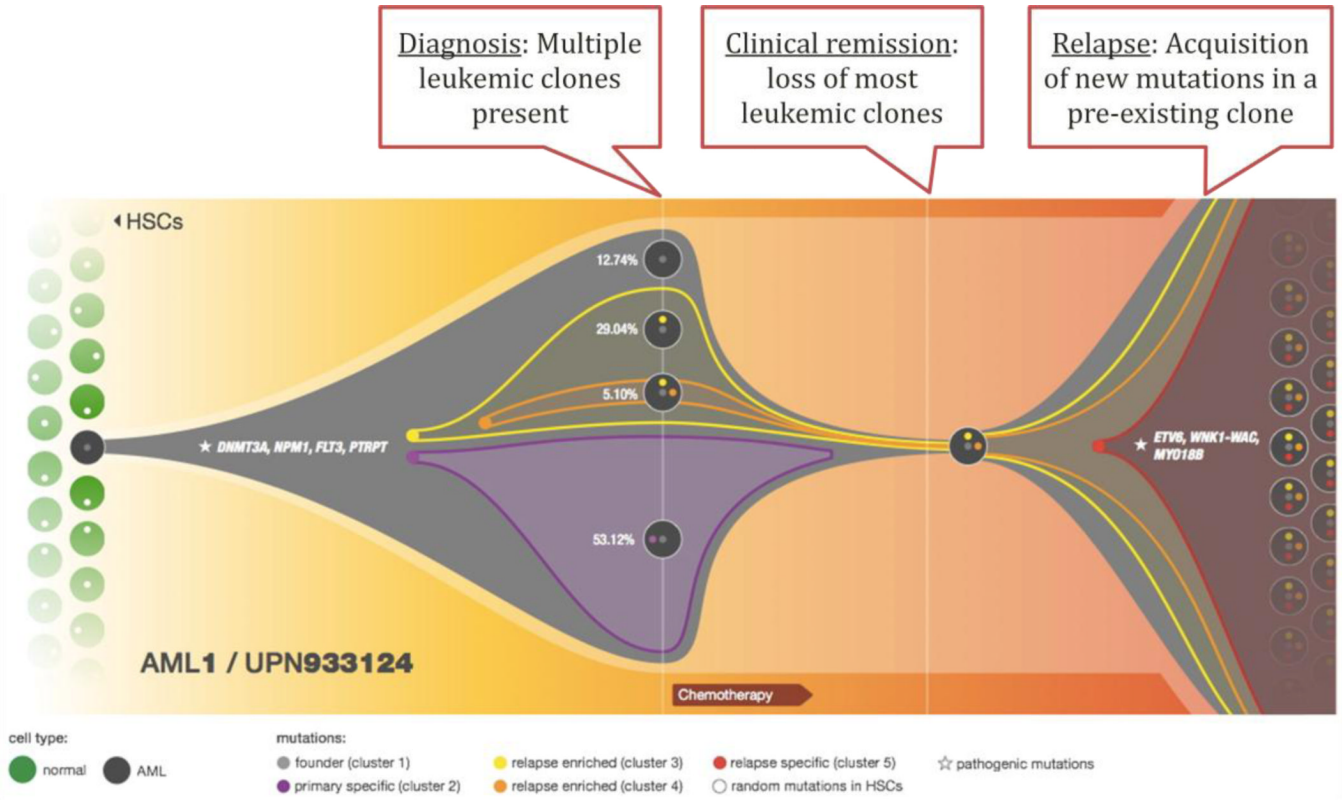 Diagnosis: Multiple
leukemic clones
present
Clinical remission:
loss of most
leukemic clones
Relapse: Acquisition
of new mutations in a
pre-existing clone
HSCs
12.74%
29.04%
5.10%
DNMT3A, NPM1, FLT3, PTRPT
53.12%
ETV6, WNK1-WAC,
MYO18B
AML1 / UPN933124
Chemotherapy
cell type:
normal
AML
mutations:
founder (cluster 1)
primary specific (cluster 2)
relapse enriched (cluster 3)
relapse enriched (cluster 4)
relapse specific (cluster 5)
random mutations in HSCs
pathogenic mutations